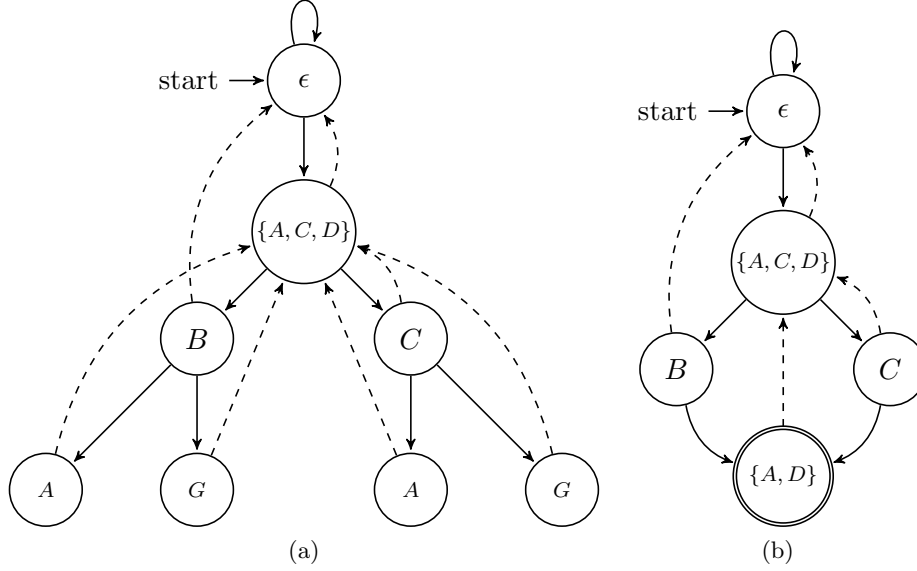 start ϵ
{A, C, D}
B C
A G A G
(a)
start ϵ
{A, C, D}
B C
{A, D}
(b)